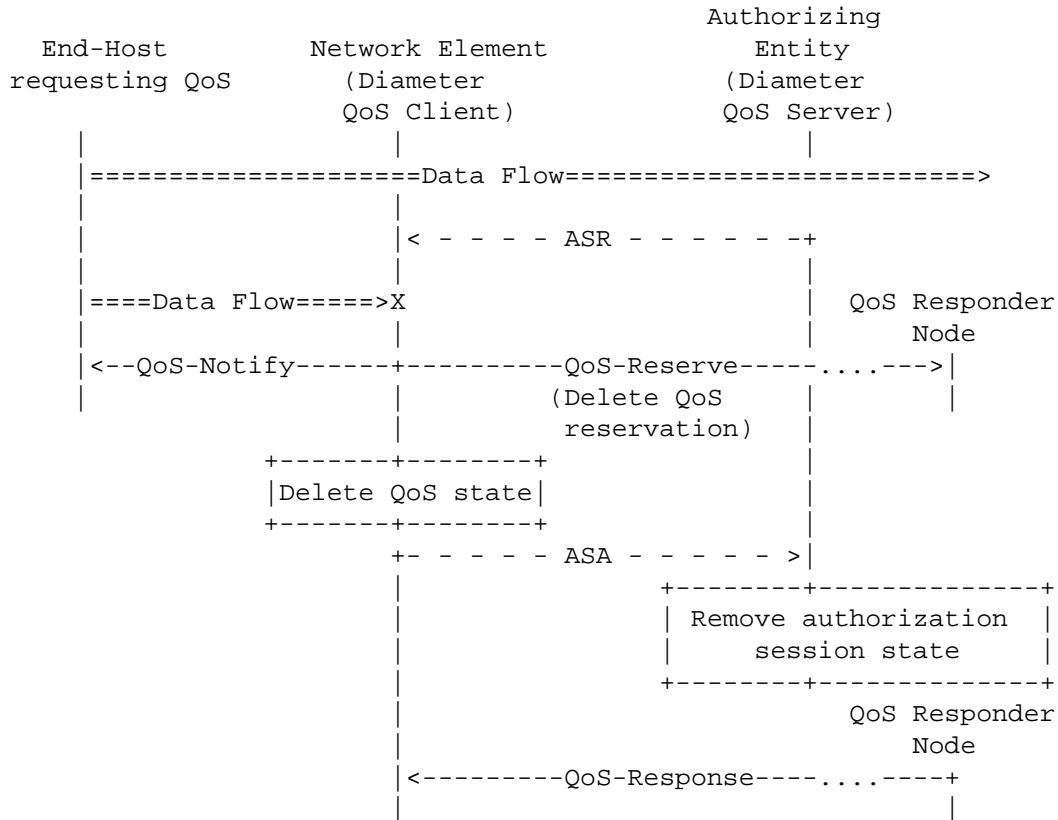 Authorizing
End-Host Network Element Entity
requesting QoS (Diameter (Diameter
QoS Client) QoS Server)
Data Flow
ASR
Data Flow X QoS Responder
Node
QoS-Notify QoS-Reserve ....
(Delete QoS
reservation)
Delete QoS state
ASA
Remove authorization
session state
QoS Responder
Node
QoS-Response ....